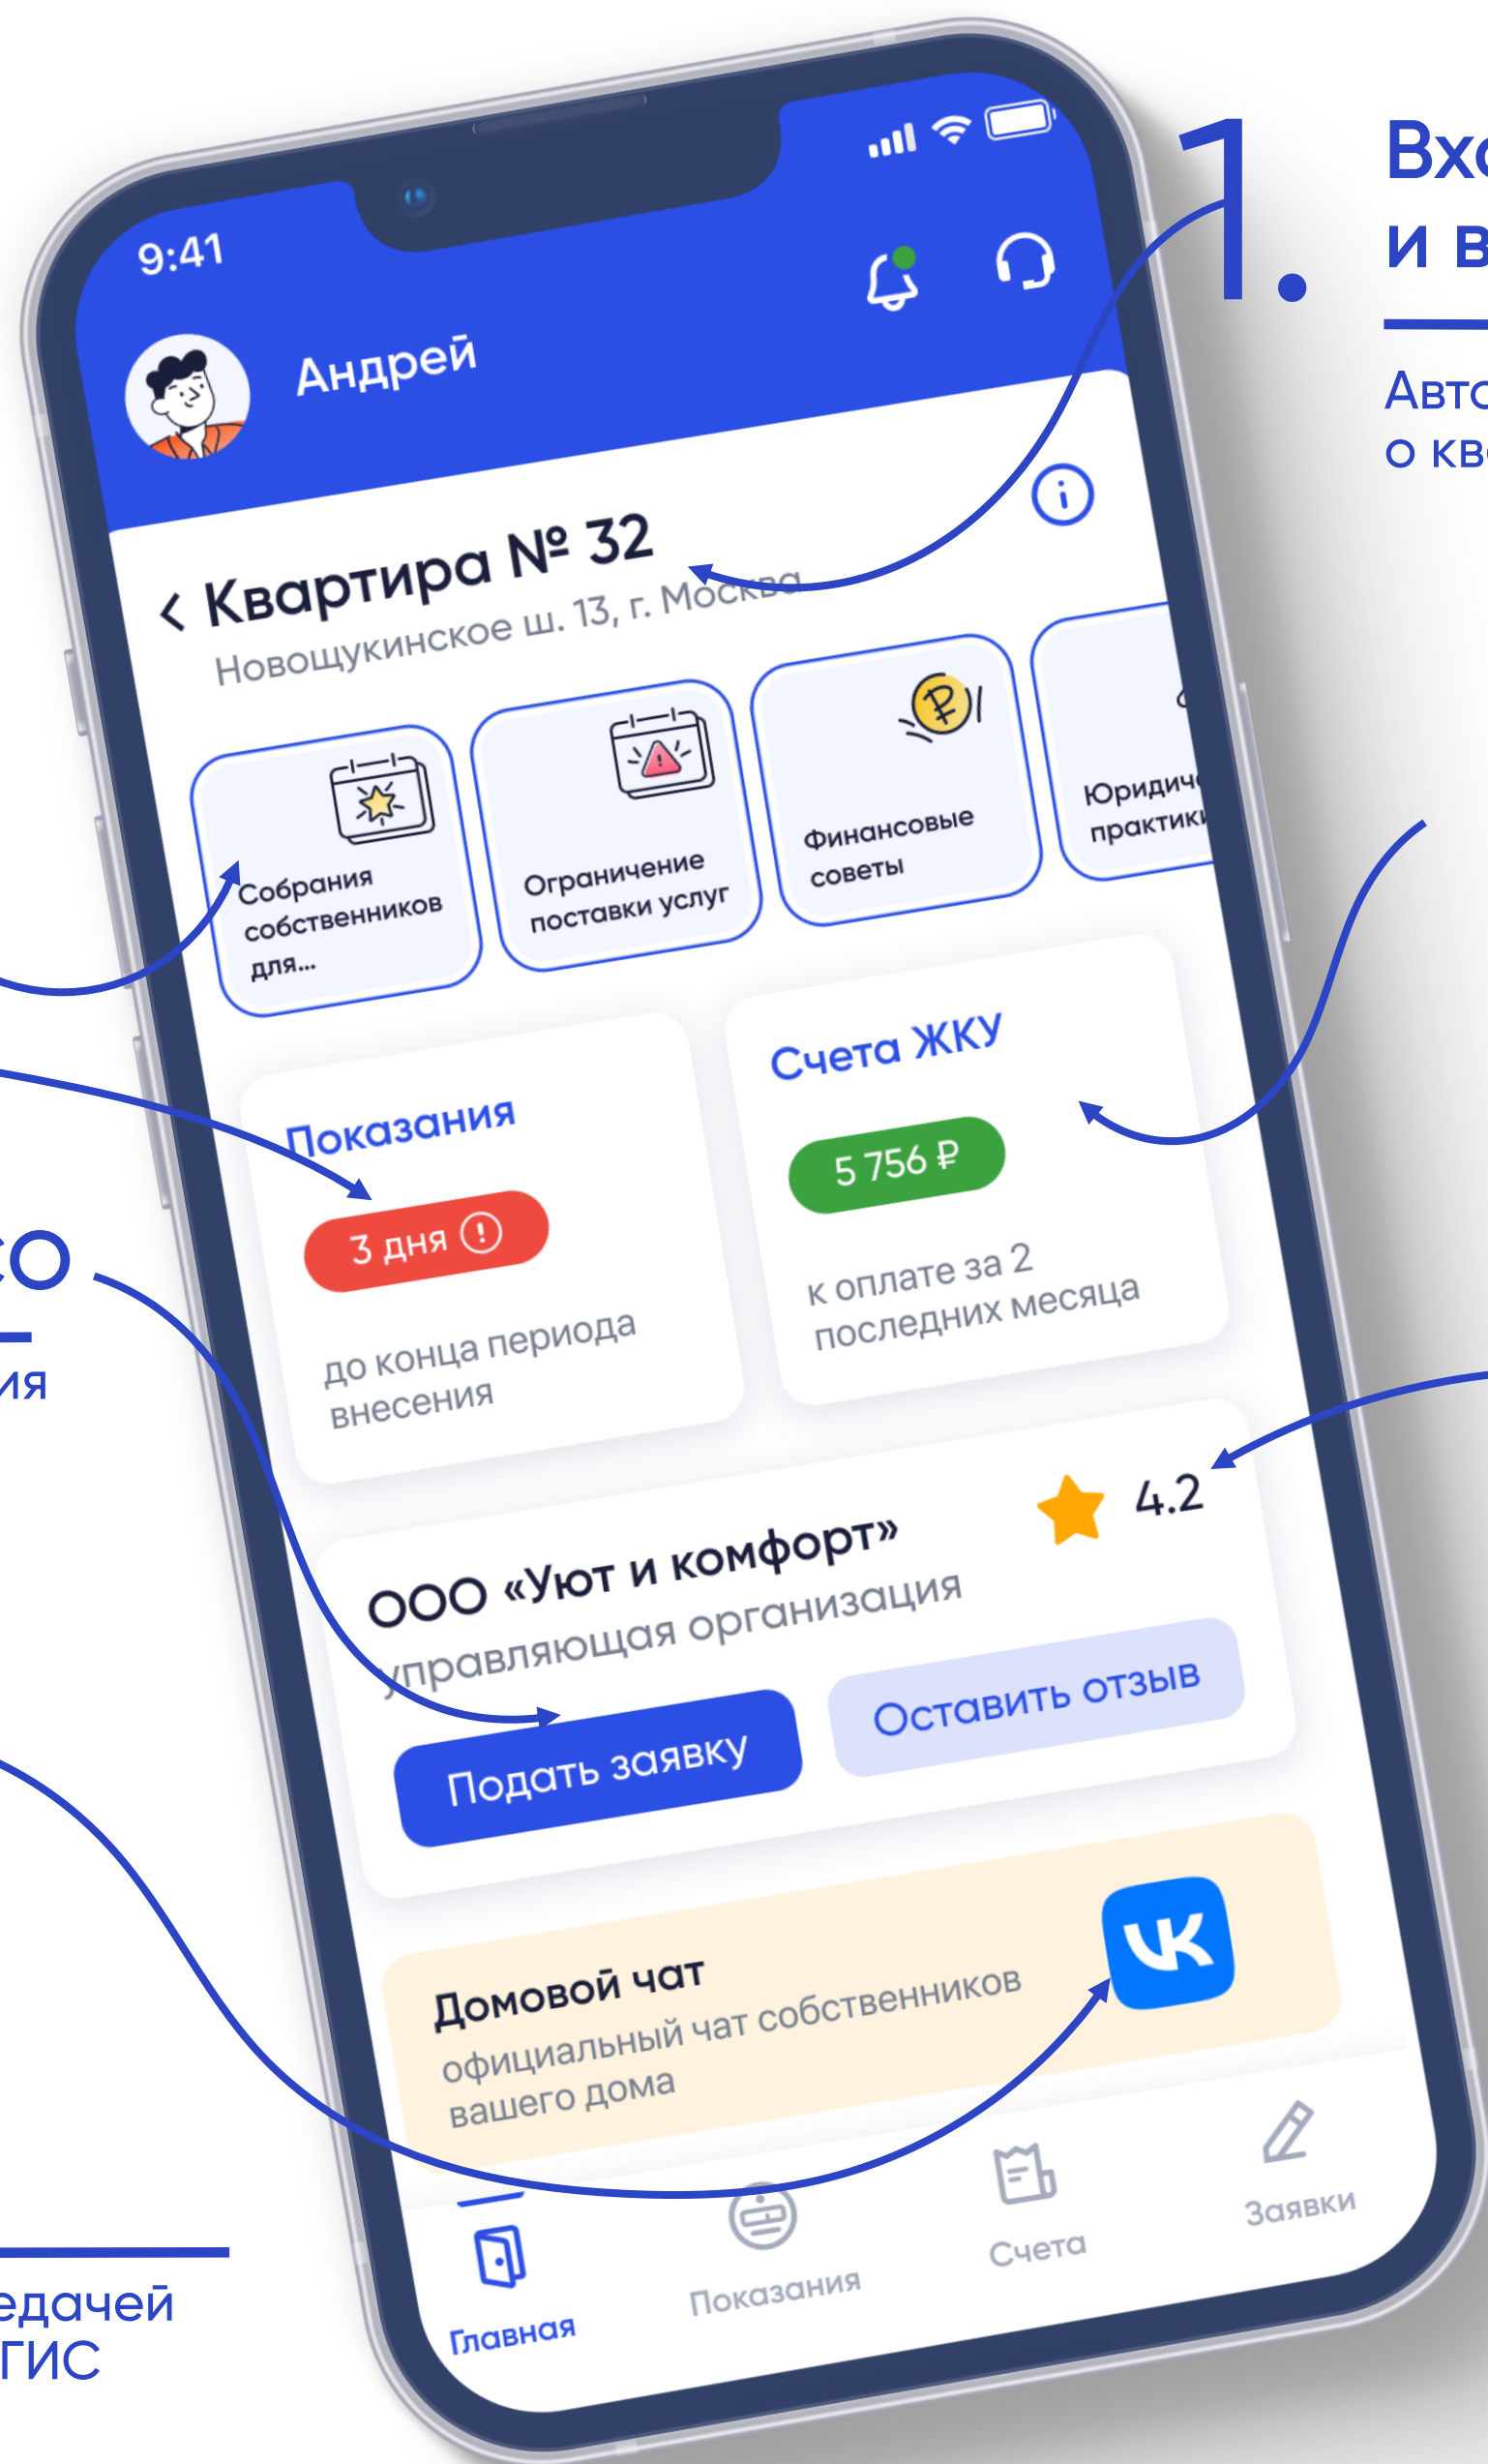 9:41
Андрей
1.
Квартира № 32
Новощукинское ш. 13, г. Москва
Собрания
собственников
для...
Ограничение
поставки услуг
Финансовые
советы
Показания
3 дня
до конца периода
внесения
Счета ЖКУ
5 756 ₽
к оплате за 2
последних месяца
ООО «Уют и комфорт»
4.2
управляющая организация
Подать заявку
Оставить отзыв
Домовой чат
официальный чат собственников
вашего дома
Главная
Показания
Счета
Заявки
ГИС